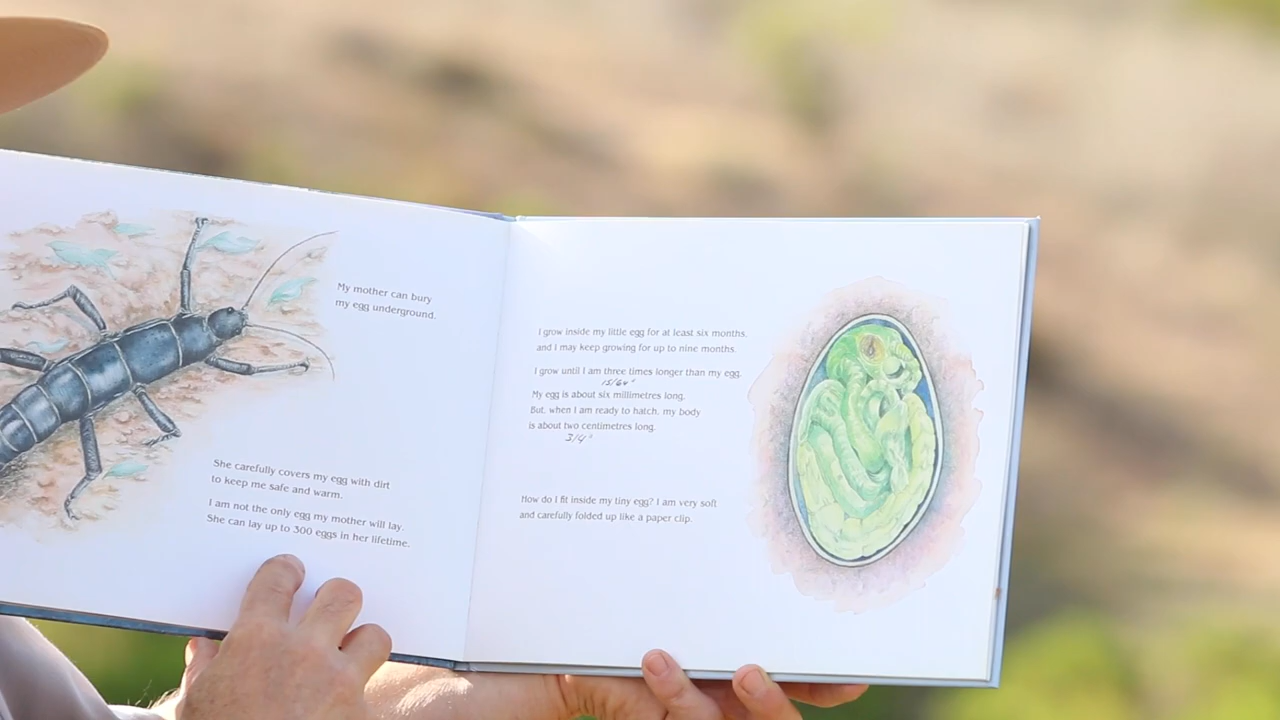 My mother can bury
my egg underground.
She carefully covers my egg with dirt
to keep me safe and warm.
I am not the only egg my mother will lay.
She can lay up to 300 eggs in her lifetime.
I grow inside my little egg for at least six months,
and I may keep growing for up to nine months.
I grow until I am three times longer than my egg.
15/64"
My egg is about six millimetres long.
But, when I am ready to hatch, my body
is about two centimetres long.
3/4"
How do I fit inside my tiny egg? I am very soft
and carefully folded up like a paper clip.